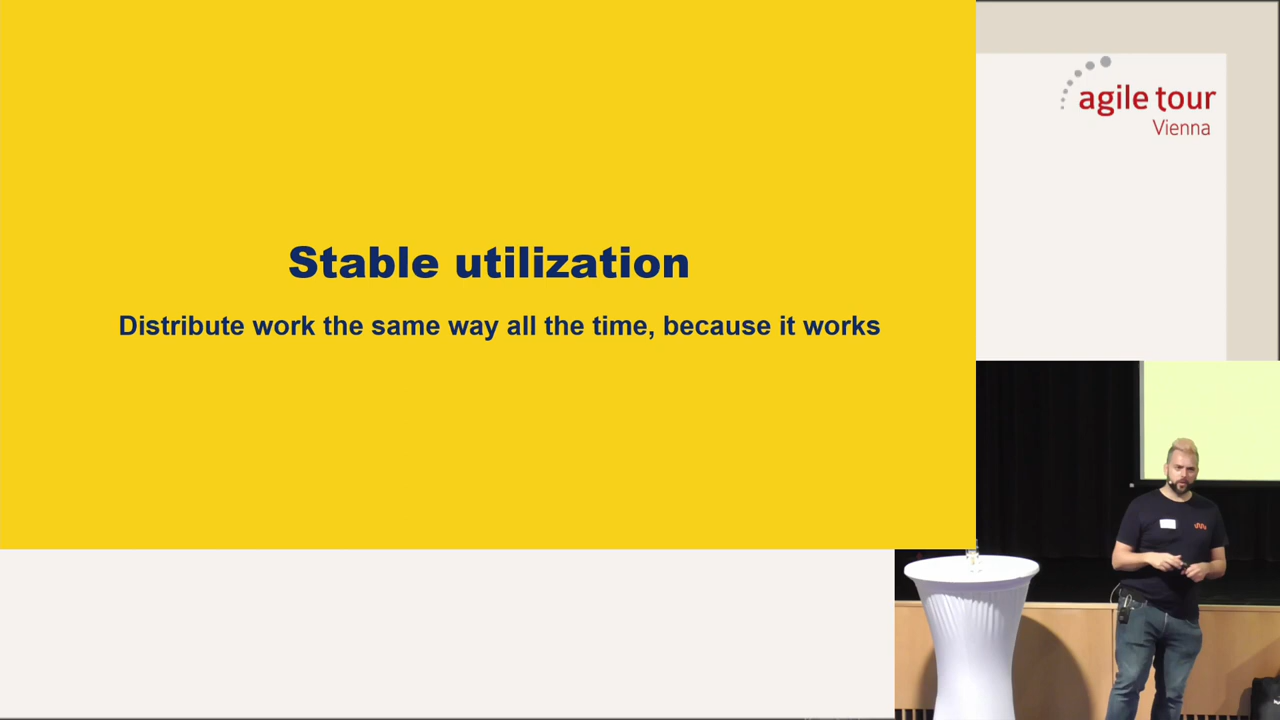 Stable utilization
Distribute work the same way all the time, because it works
agile tour
Vienna